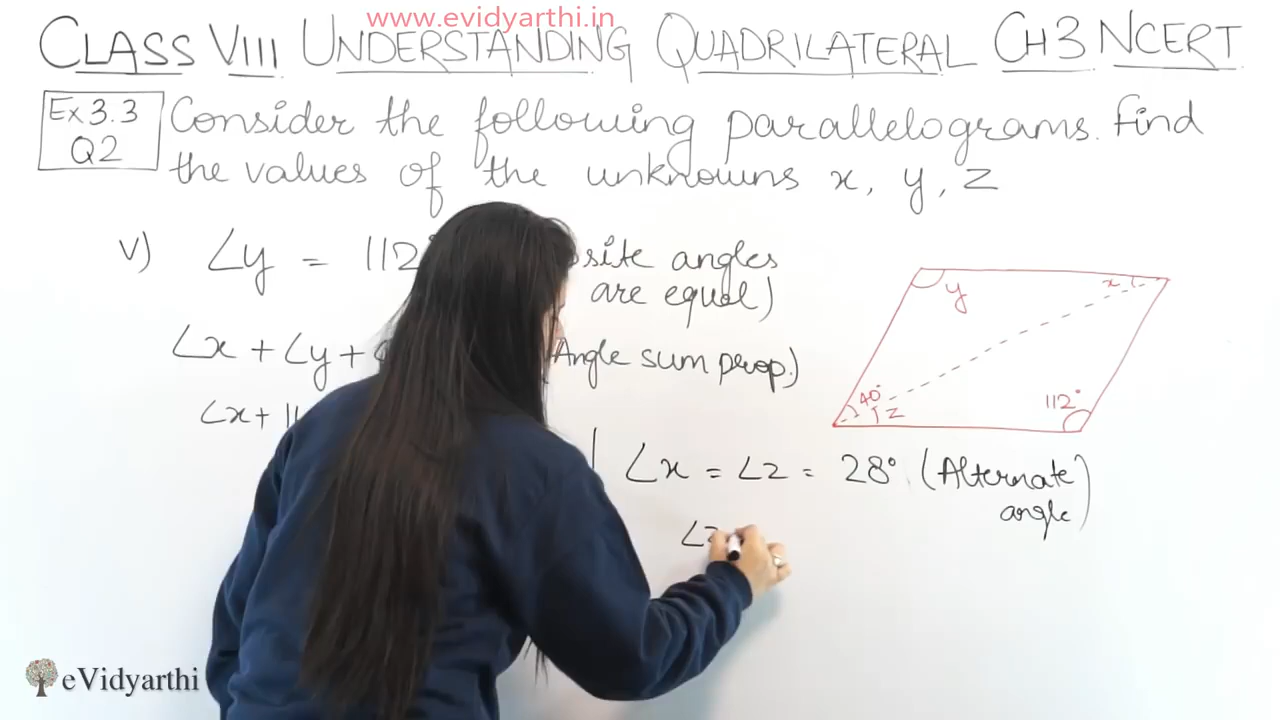 www.evidyarthi.in
CLASS VIII UNDERSTANDING QUADRILATERAL CH3 NCERT
Ex 3.3
Q2
Consider the following parallelograms. Find
the values of the unknowns x, y, z
v) ∠y = 112° site angles
are equal)
∠x + ∠y + (Angle sum prop.)
∠x + 11
∠x = ∠z = 28° (Alternate
angle)
∠z
y
x
40°
z
112°
eVidyarthi